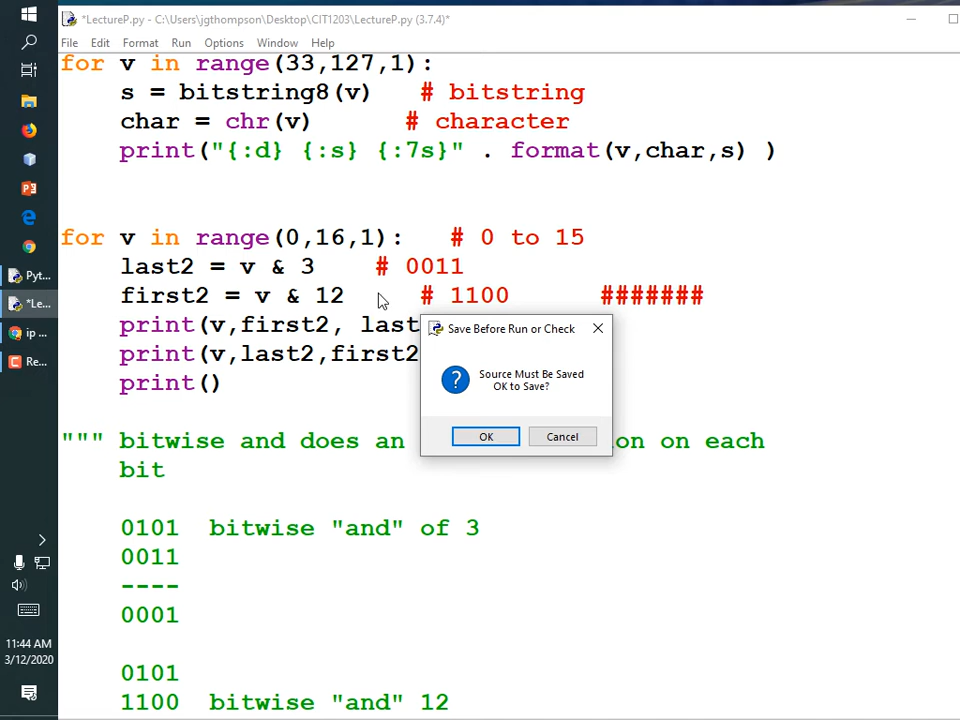 *LectureP.py - C:\Users\jgthompson\Desktop\CIT1203\LectureP.py (3.7.4)*
File Edit Format Run Options Window Help
for v in range(33,127,1):
s = bitstring8(v) # bitstring
char = chr(v) # character
print("{:d} {:s} {:7s}" . format(v,char,s) )
for v in range(0,16,1): # 0 to 15
last2 = v & 3 # 0011
first2 = v & 12 # 1100 #######
print(v,first2, last
print(v,last2,first2
print()
Save Before Run or Check
Source Must Be Saved
OK to Save?
OK Cancel
""" bitwise and does an on on each
bit
0101 bitwise "and" of 3
0011
----
0001
0101
1100 bitwise "and" 12
Pyt...
*Le...
ip ...
Re...
11:44 AM
3/12/2020